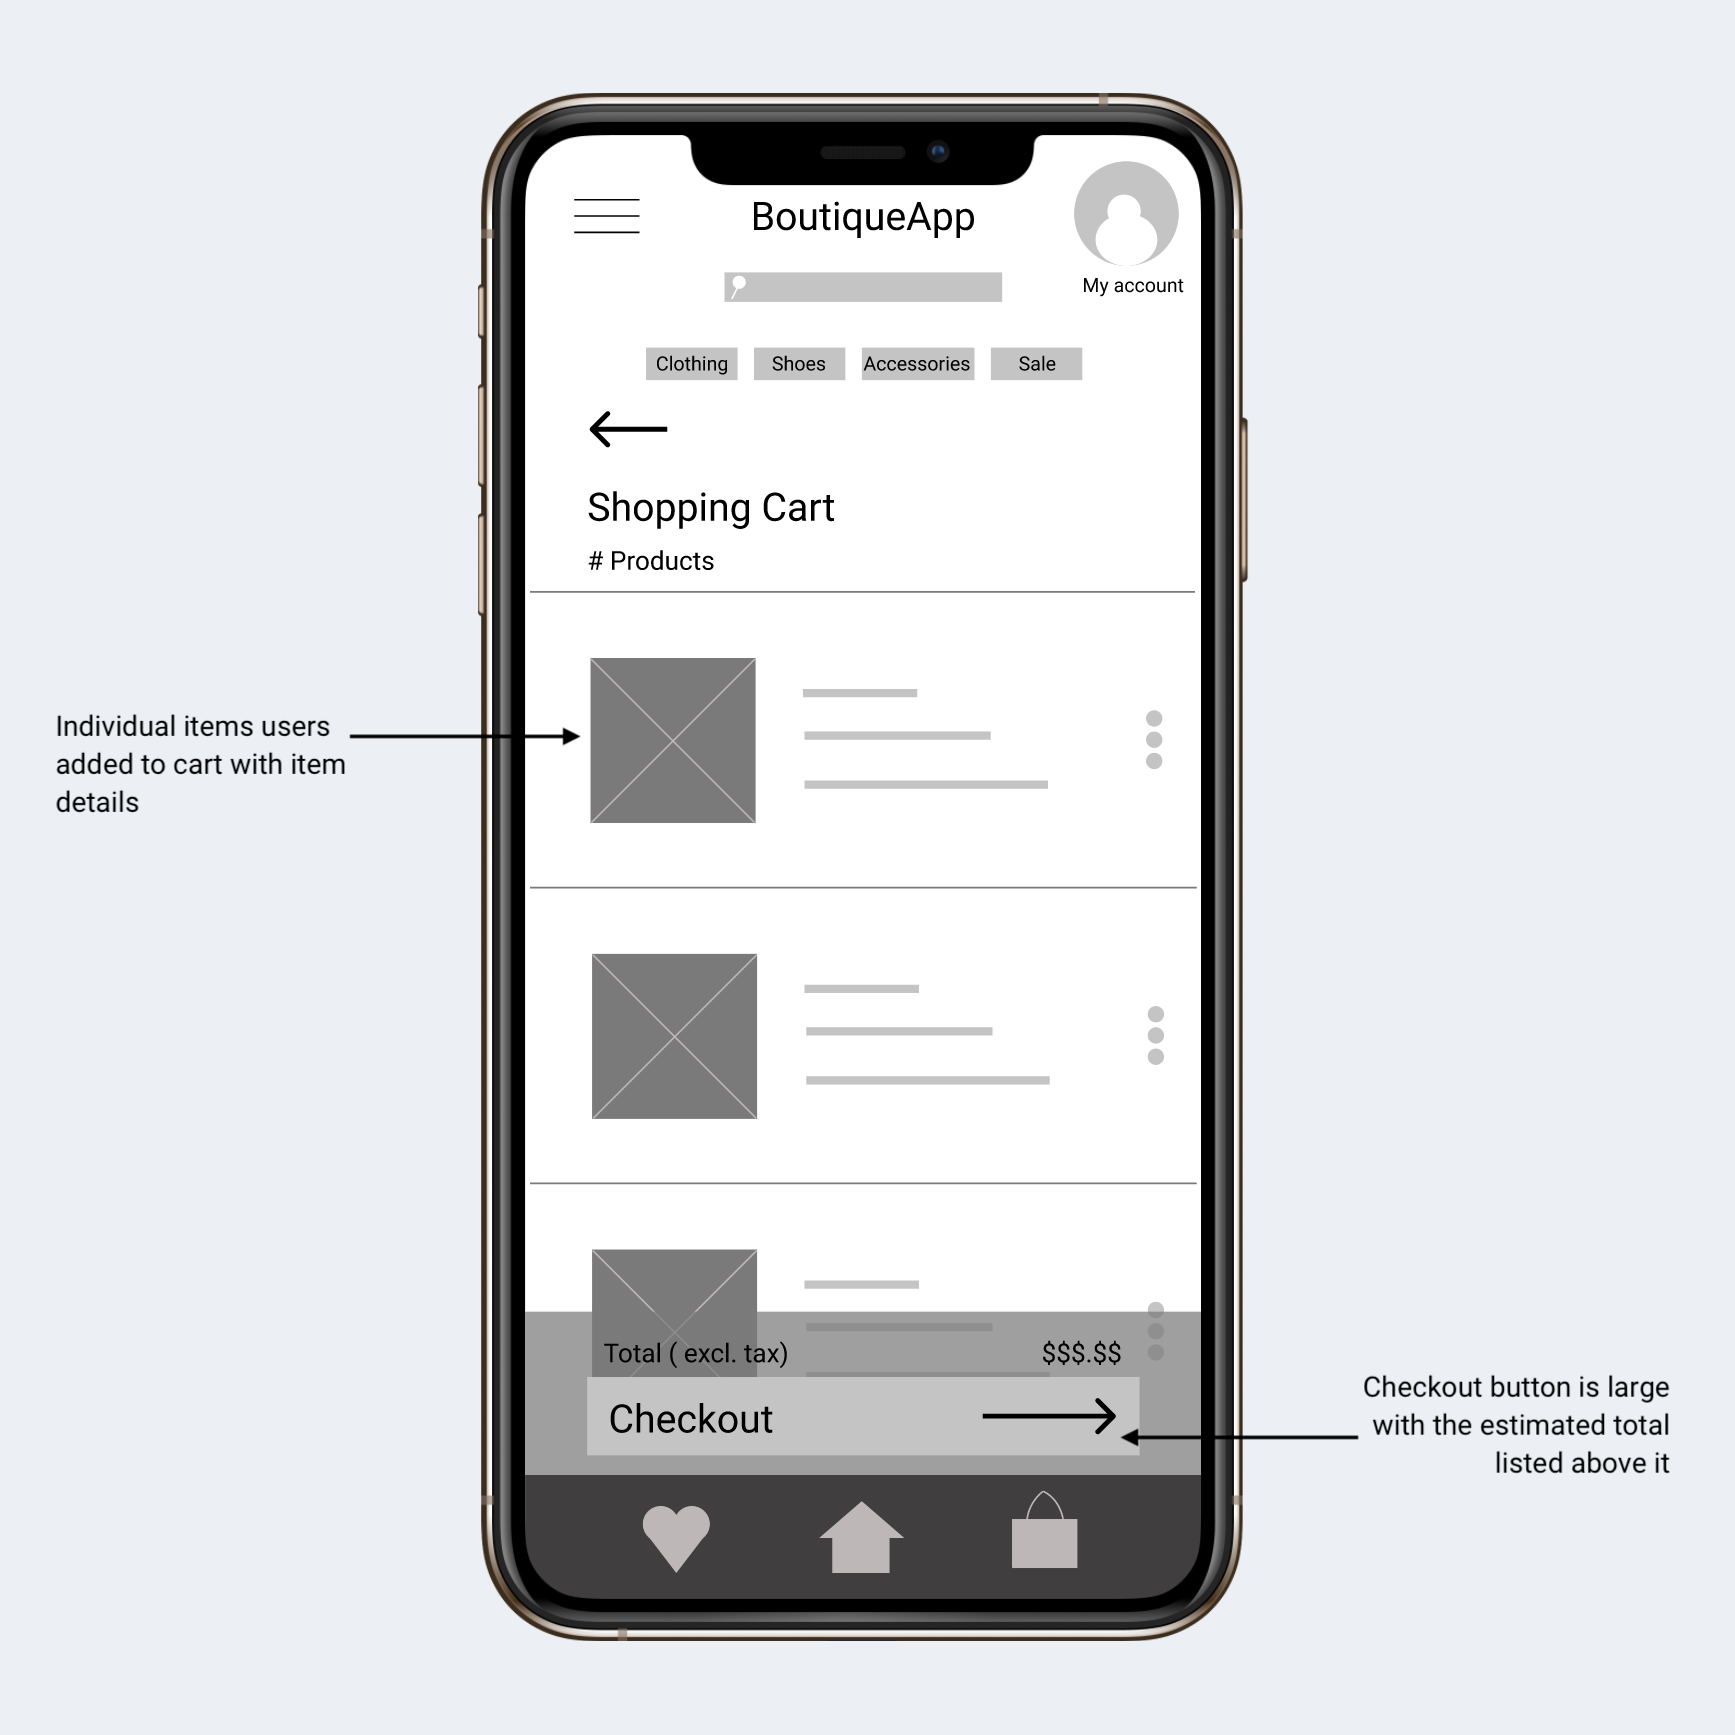 BoutiqueApp
My account
Clothing
Shoes
Accessories
Sale
Shopping Cart
# Products
Individual items users
added to cart with item
details
Total ( excl. tax)
$$$.$$
Checkout
Checkout button is large
with the estimated total
listed above it